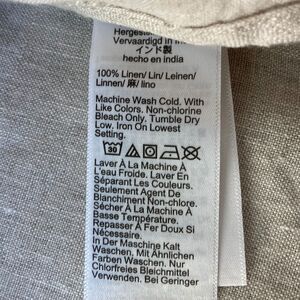 Vervaardigd in In
インド製
hecho en india
100% Linen/ Lin/ Leinen/
Linnen/ 麻/ lino
Machine Wash Cold. With
Like Colors. Non-chlorine
Bleach Only. Tumble Dry
Low. Iron On Lowest
Setting.
30
Laver À La Machine À
L'eau Froide. Laver En
Séparant Les Couleurs.
Seulement Agent De
Blanchiment Non-chlore.
Sécher À La Machine À
Basse Température.
Repasser À Fer Doux Si
Nécessaire.
In Der Maschine Kalt
Waschen. Mit Ähnlichen
Farben Waschen. Nur
Chlorfreies Bleichmittel
Verwenden. Bei Geringer